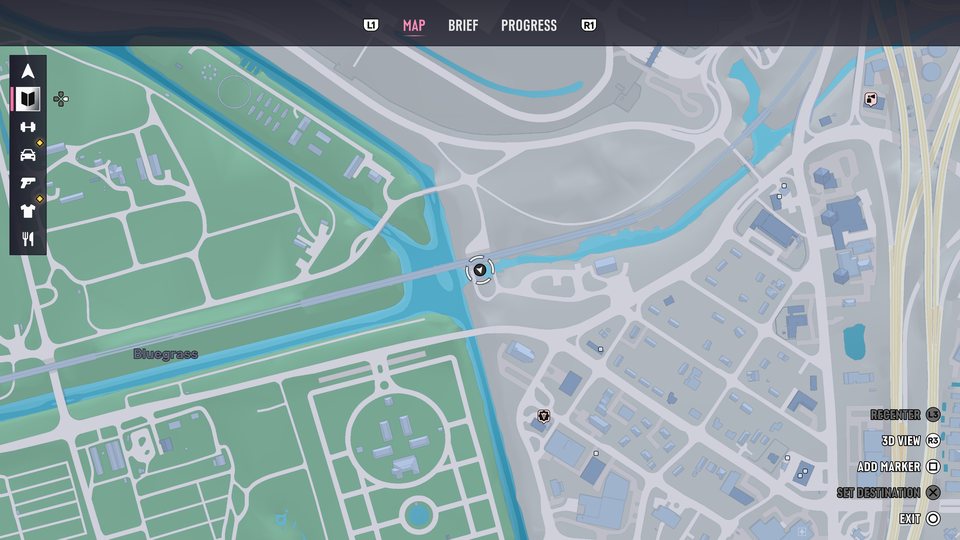 L1 MAP BRIEF PROGRESS R1
Bluegrass
RECENTER L3
3D VIEW R3
ADD MARKER
SET DESTINATION
EXIT